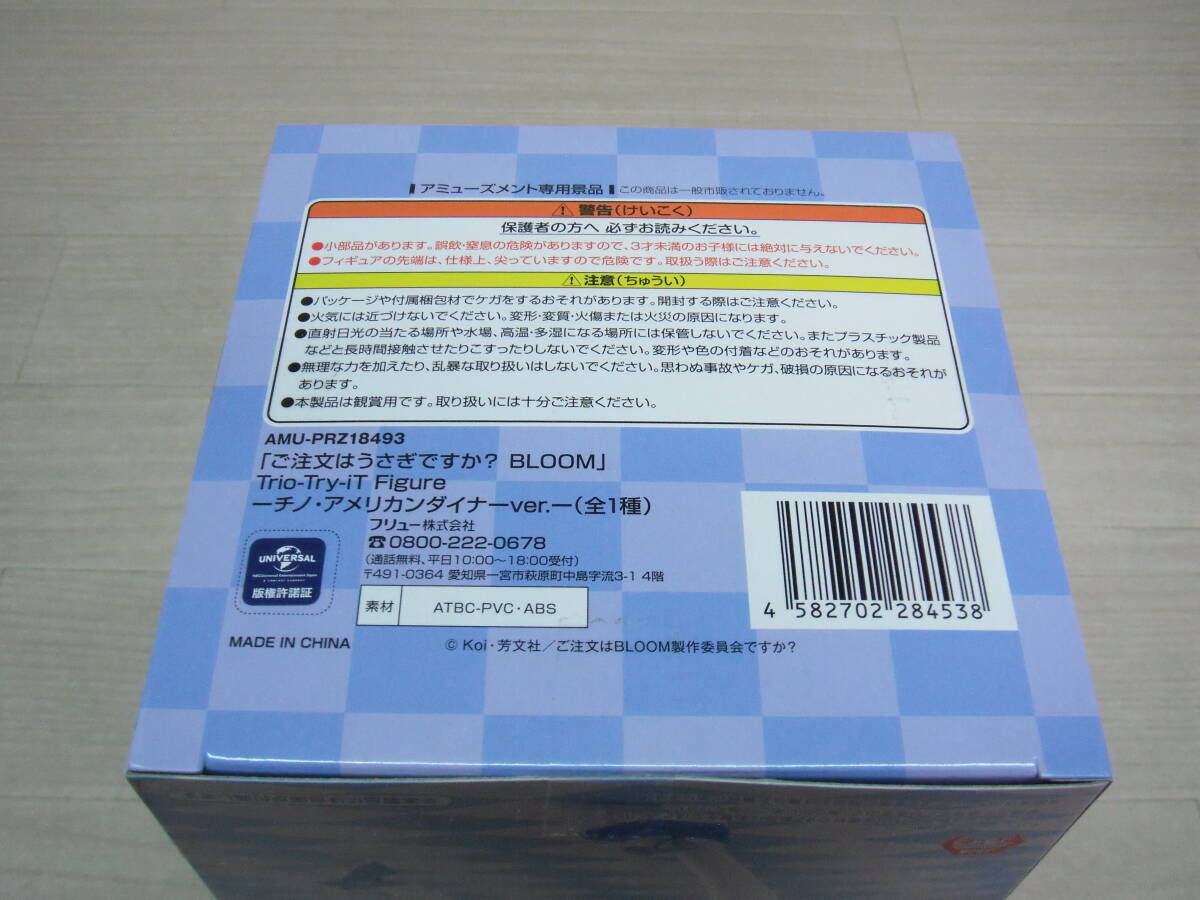 アミューズメント専用景品 この商品は一般市販されておりません。
⚠警告(けいこく)
保護者の方へ 必ずお読みください。
●小部品があります。誤飲・窒息の危険がありますので、3才未満のお子様には絶対に与えないでください。
●フィギュアの先端は、仕様上、尖っていますので危険です。取扱う際はご注意ください。
⚠注意(ちゅうい)
●パッケージや付属梱包材でケガをするおそれがあります。開封する際はご注意ください。
●火気には近づけないでください。変形・変質・火傷または火災の原因になります。
●直射日光の当たる場所や水場、高温・多湿になる場所には保管しないでください。またプラスチック製品
などと長時間接触させたりこすったりしないでください。変形や色の付着などのおそれがあります。
●無理な力を加えたり、乱暴な取り扱いはしないでください。思わぬ事故やケガ、破損の原因になるおそれが
あります。
●本製品は観賞用です。取り扱いには十分ご注意ください。
AMU-PRZ18493
「ご注文はうさぎですか? BLOOM」
Trio-Try-iT Figure
ーチノ・アメリカンダイナーver.ー(全1種)
フリュー株式会社
☎0800-222-0678
(通話無料、平日10:00～18:00受付)
〒491-0364 愛知県一宮市萩原町中島字流3-1 4階
UNIVERSAL
版権許諾証
素材 ATBC-PVC・ABS
4 582702 284538
MADE IN CHINA
© Koi・芳文社／ご注文はBLOOM製作委員会ですか?